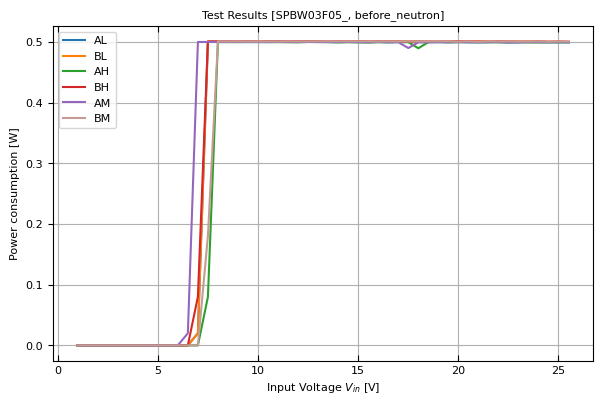 Test Results [SPBW03F05_, before_neutron]
Power consumption [W]
0.5
0.4
0.3
0.2
0.1
0.0
AL
BL
AH
BH
AM
BM
0 5 10 15 20 25
Input Voltage V_in [V]